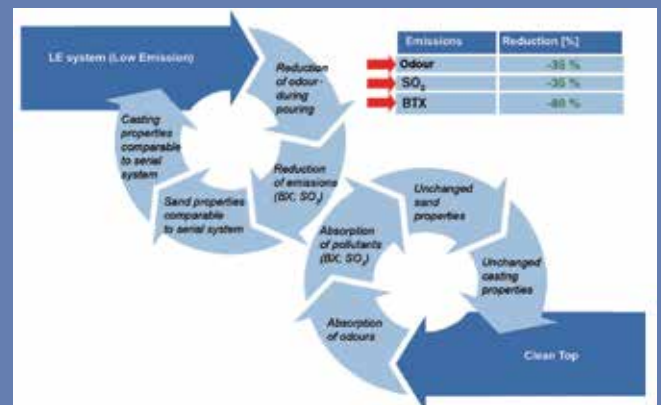 LE system (Low Emission)
Emissions Reduction [%]
Odour -35 %
SO₂ -35 %
BTX -80 %
Reduction
of odour-
during
pouring
Casting
properties
comparable
to serial
system
Reduction
of emissions
(BX, SO₂)
Sand properties
comparable
to serial system
Unchanged
sand
properties
Absorption
of pollutants
(BX, SO₂)
Unchanged
casting
properties
Absorption
of odours
Clean Top